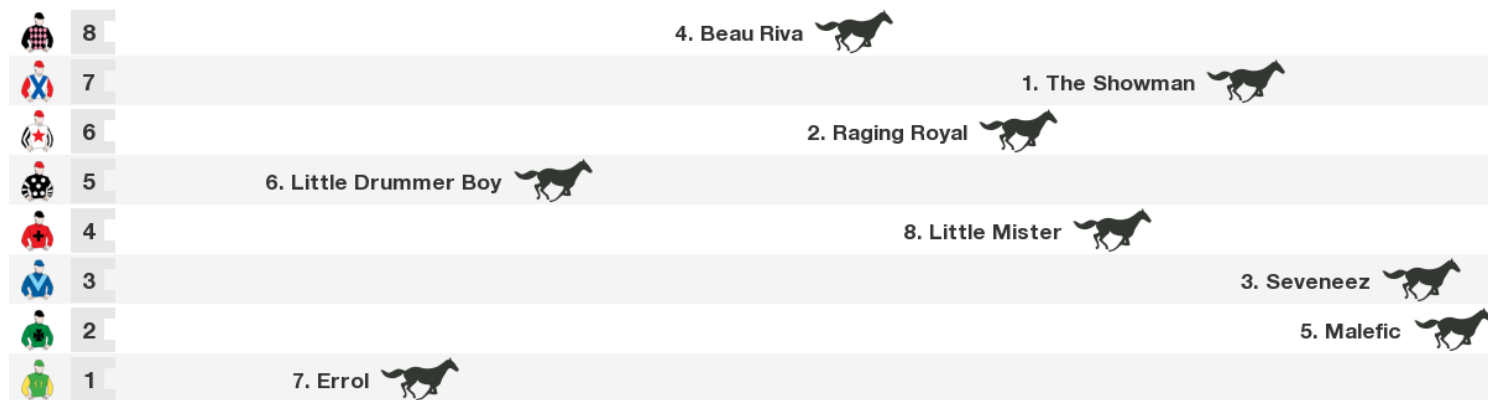 8 4. Beau Riva
7 1. The Showman
6 2. Raging Royal
5 6. Little Drummer Boy
4 8. Little Mister
3 3. Seveneez
2 5. Malefic
1 7. Errol